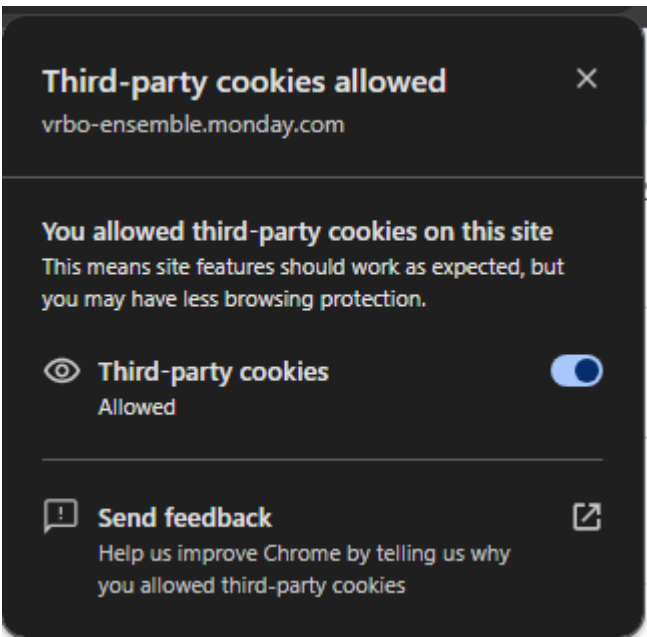 Third-party cookies allowed
vrbo-ensemble.monday.com
You allowed third-party cookies on this site
This means site features should work as expected, but
you may have less browsing protection.
Third-party cookies
Allowed
Send feedback
Help us improve Chrome by telling us why
you allowed third-party cookies